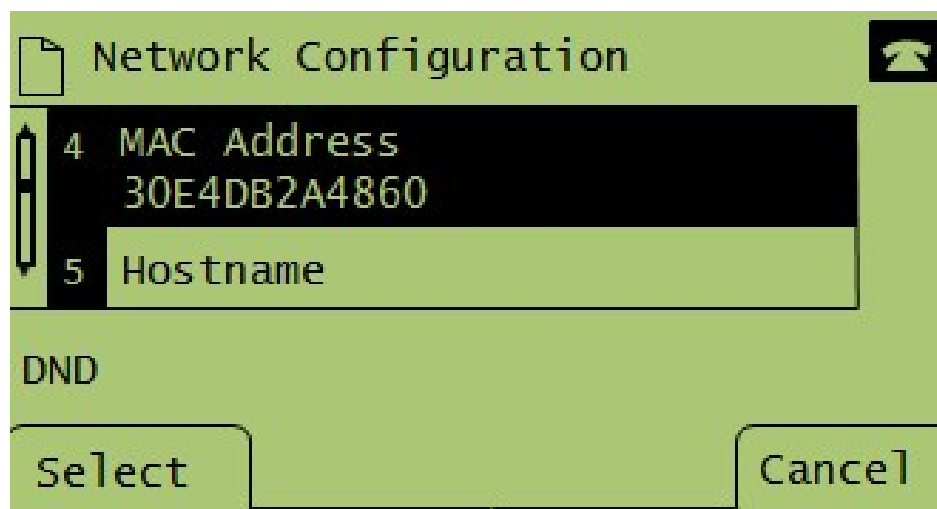 Network Configuration
4 MAC Address
30E4DB2A4860
5 Hostname
DND
Select Cancel